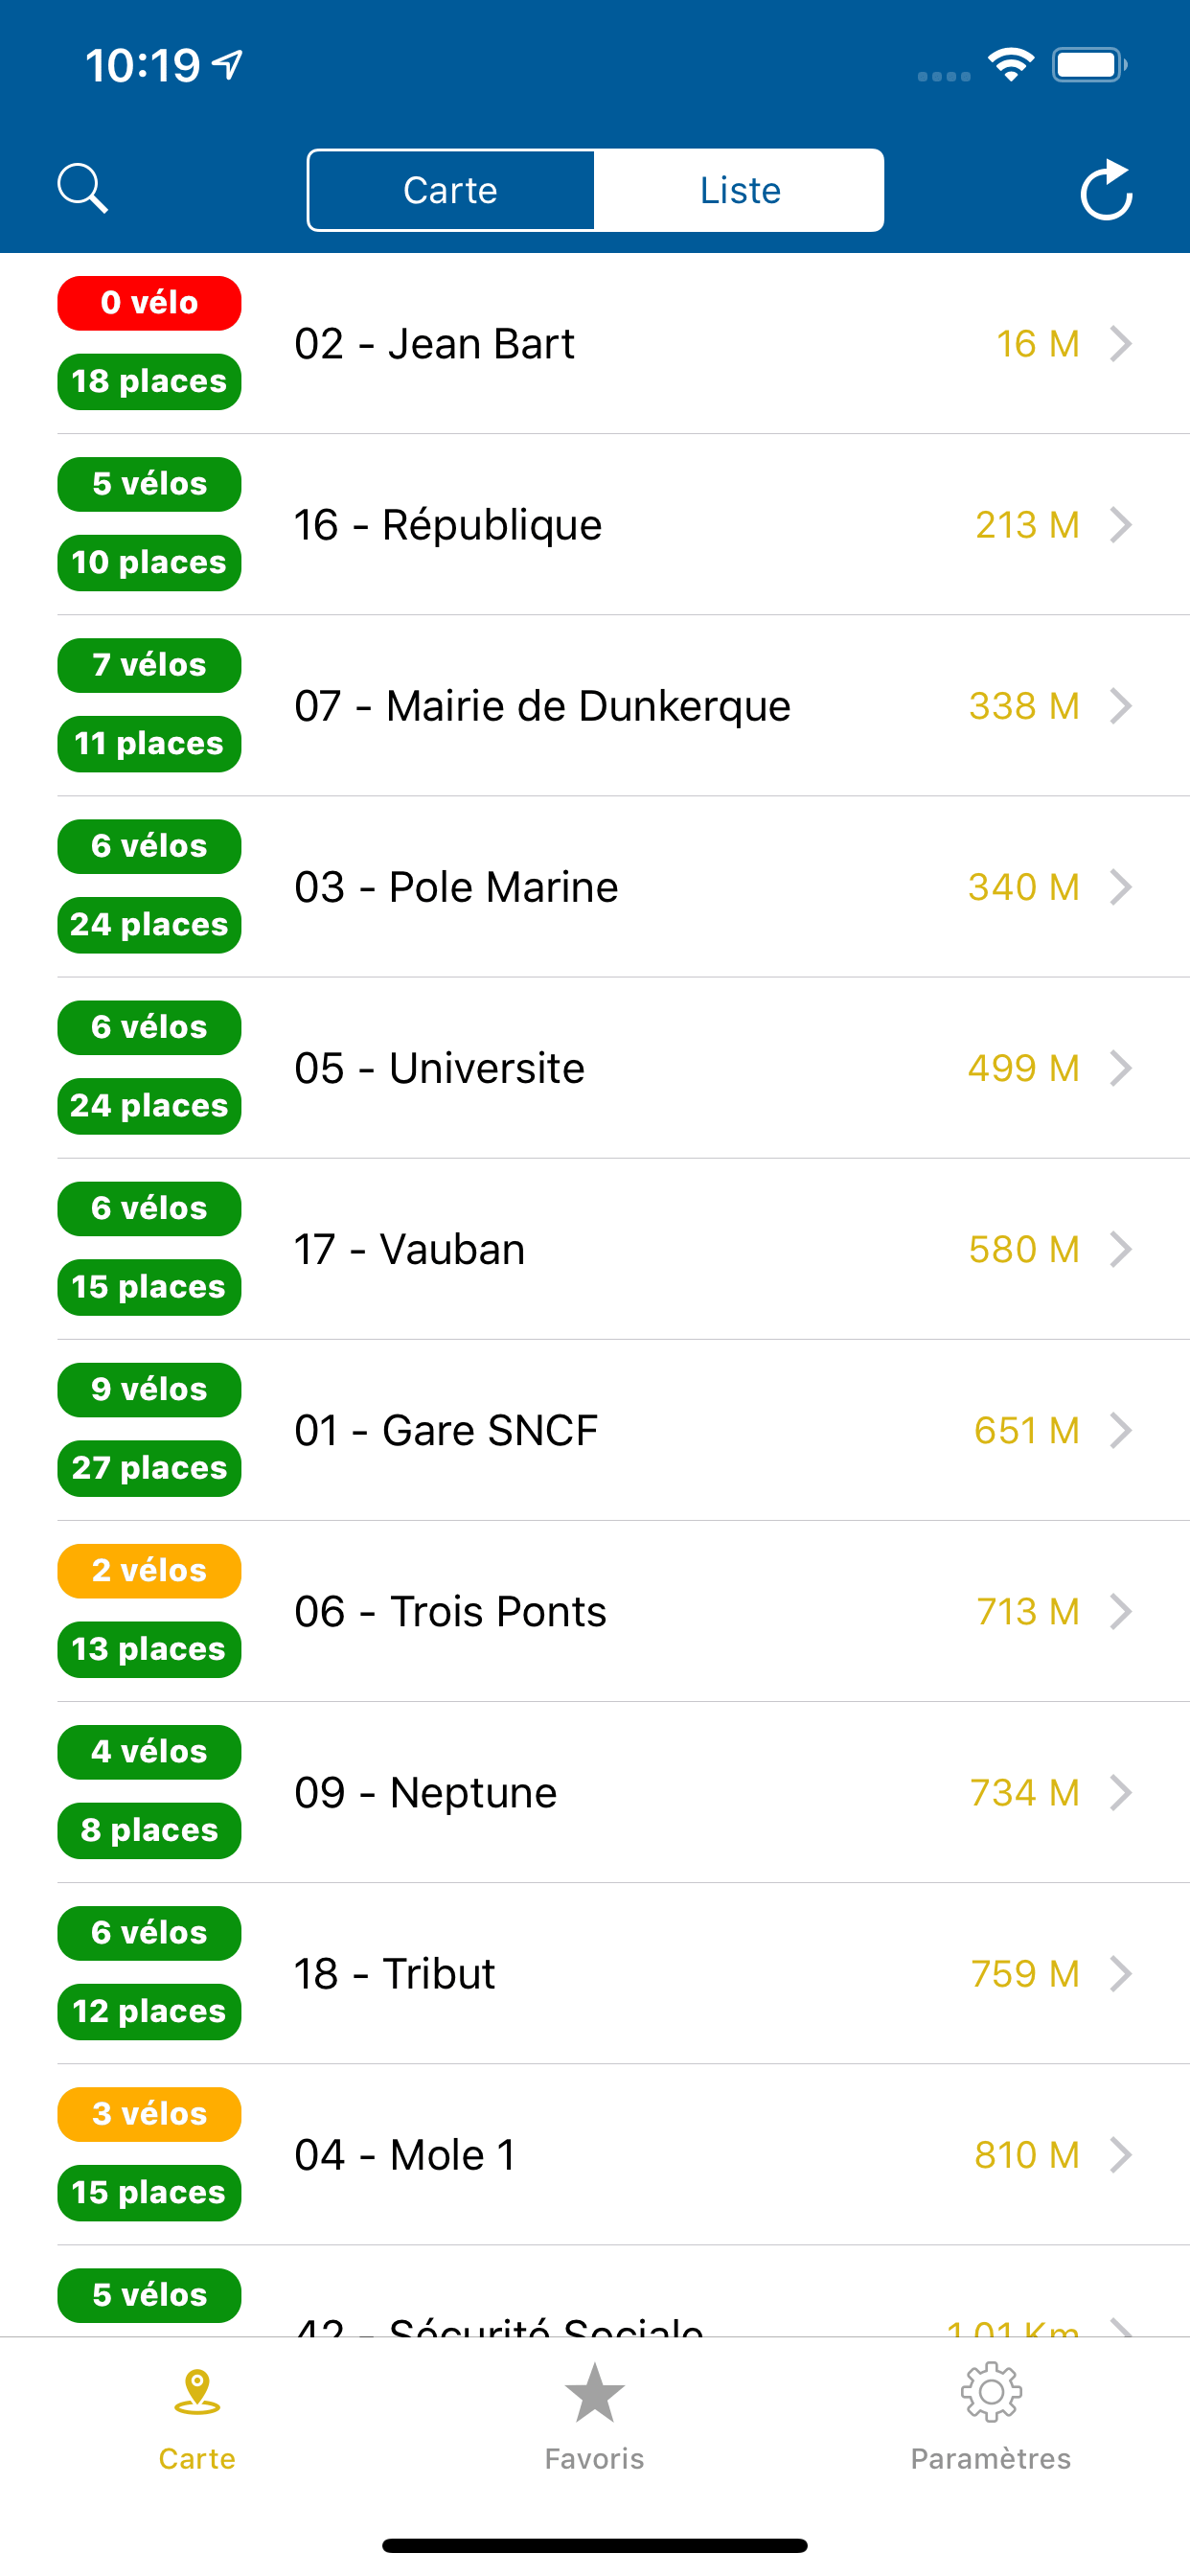 10:19
Carte Liste
0 vélo
02 - Jean Bart 16 M
18 places
5 vélos
16 - République 213 M
10 places
7 vélos
07 - Mairie de Dunkerque 338 M
11 places
6 vélos
03 - Pole Marine 340 M
24 places
6 vélos
05 - Universite 499 M
24 places
6 vélos
17 - Vauban 580 M
15 places
9 vélos
01 - Gare SNCF 651 M
27 places
2 vélos
06 - Trois Ponts 713 M
13 places
4 vélos
09 - Neptune 734 M
8 places
6 vélos
18 - Tribut 759 M
12 places
3 vélos
04 - Mole 1 810 M
15 places
5 vélos
42 - Sécurité Sociale 1.01 Km
Carte Favoris Paramètres